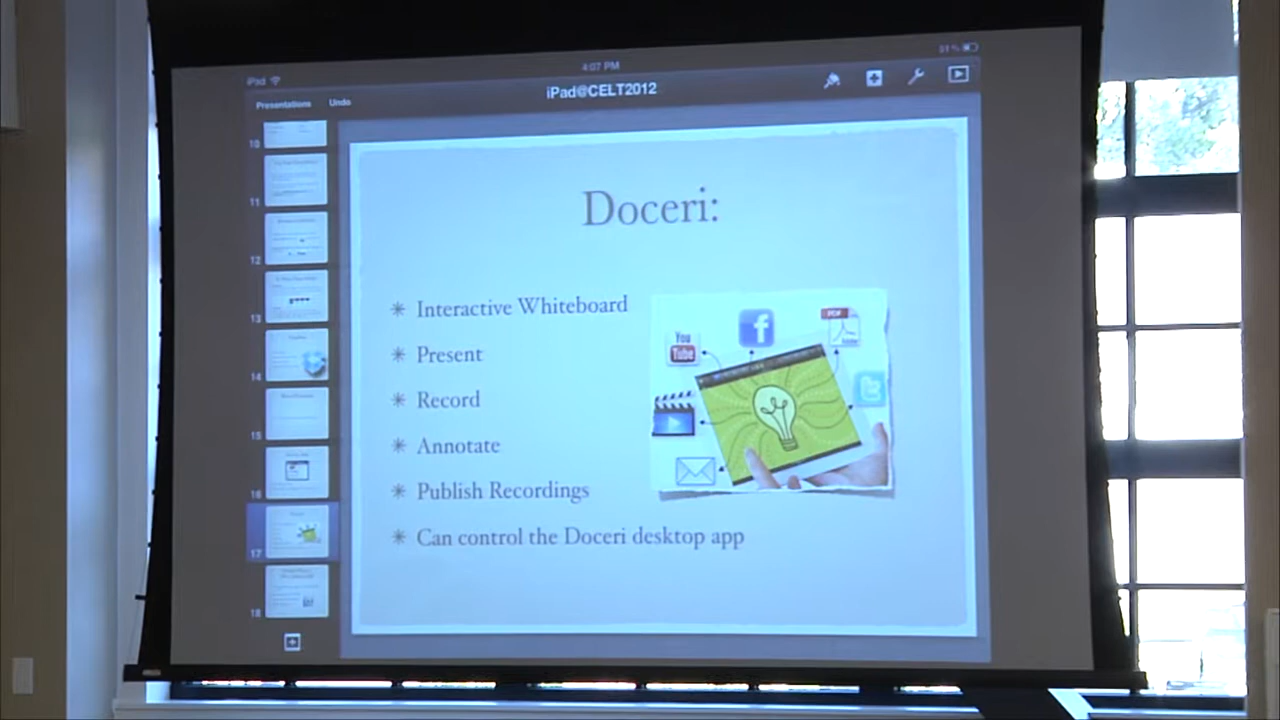 iPad
4:07 PM
Presentations
Undo
iPad@CELT2012
10
11
12
13
14
15
16
17
18
Doceri:
Interactive Whiteboard
Present
Record
Annotate
Publish Recordings
Can control the Doceri desktop app
You
Tube
f
PDF